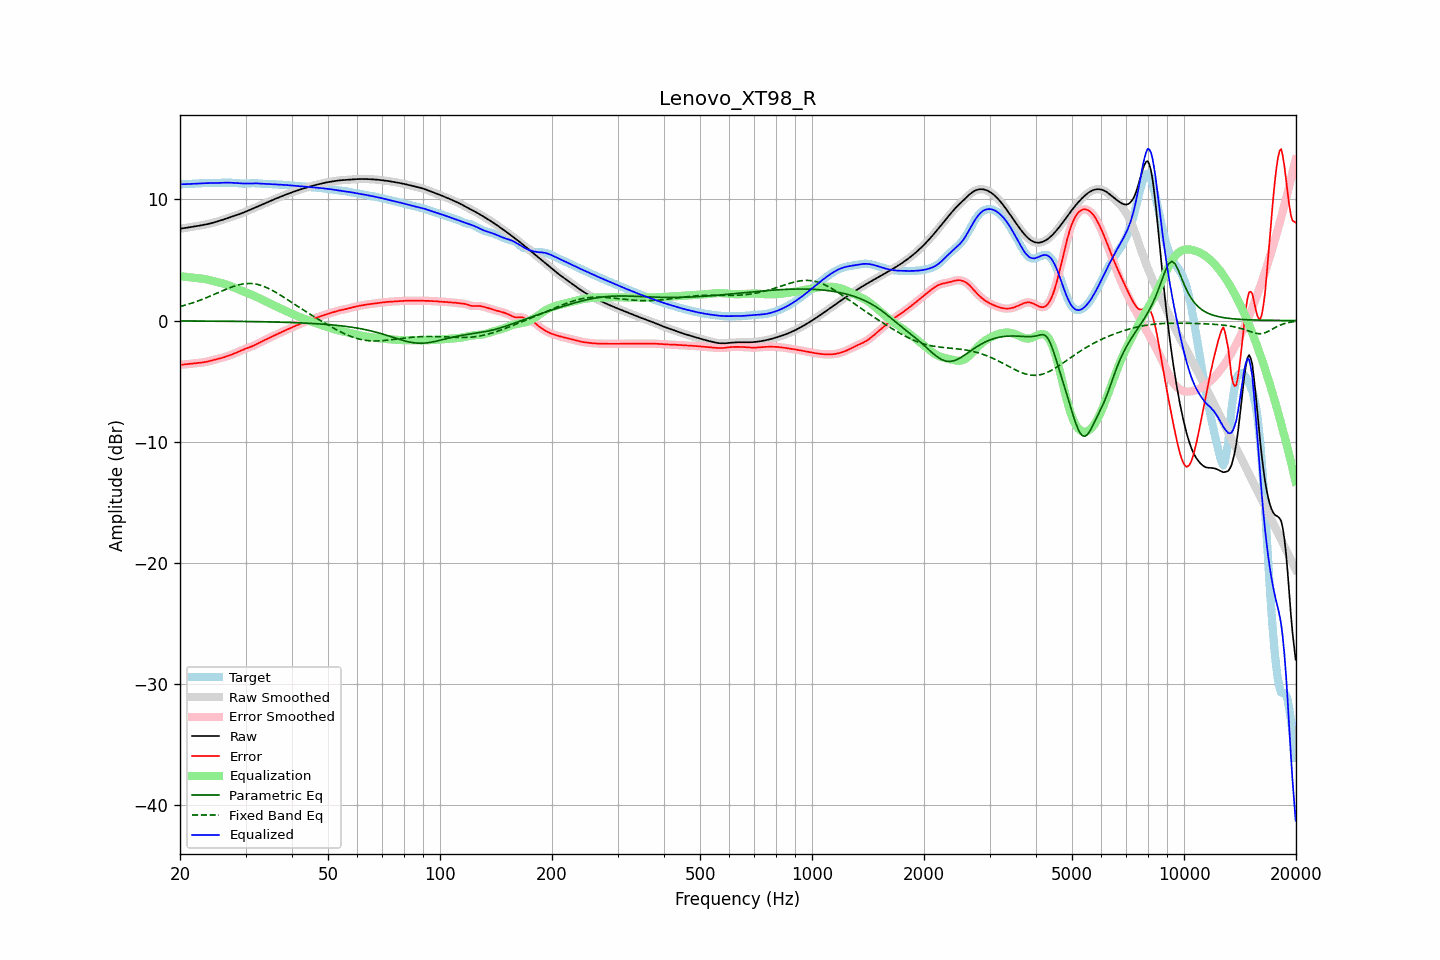 Lenovo_XT98_R
Amplitude (dBr)
10
0
−10
−20
−30
−40
Target
Raw Smoothed
Error Smoothed
Raw
Error
Equalization
Parametric Eq
Fixed Band Eq
Equalized
20 50 100 200 500 1000 2000 5000 10000 20000
Frequency (Hz)